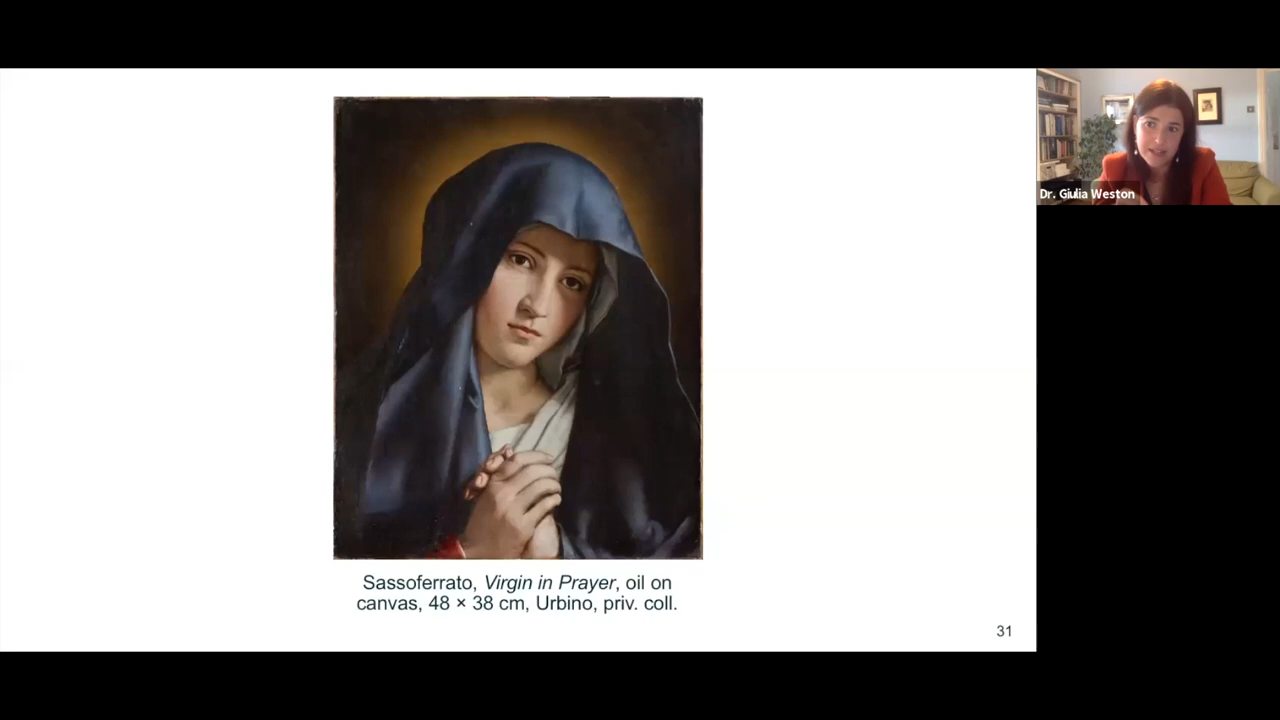 Dr. Giulia Weston
Sassoferrato, Virgin in Prayer, oil on
canvas, 48 × 38 cm, Urbino, priv. coll.
31